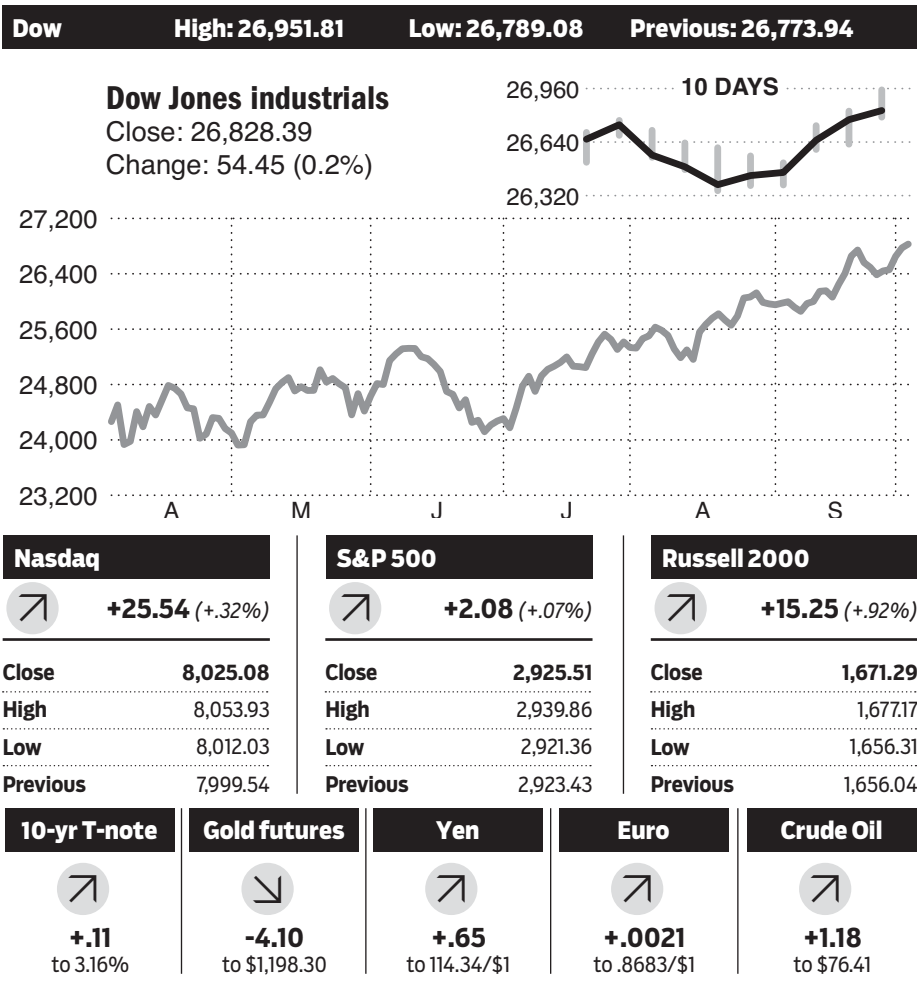 Dow High: 26,951.81 Low: 26,789.08 Previous: 26,773.94
Dow Jones industrials
Close: 26,828.39
Change: 54.45 (0.2%)
10 DAYS
26,960
26,640
26,320
27,200
26,400
25,600
24,800
24,000
23,200
A M J J A S
Nasdaq
+25.54 (+.32%)
Close 8,025.08
High 8,053.93
Low 8,012.03
Previous 7,999.54
S&P 500
+2.08 (+.07%)
Close 2,925.51
High 2,939.86
Low 2,921.36
Previous 2,923.43
Russell 2000
+15.25 (+.92%)
Close 1,671.29
High 1,677.17
Low 1,656.31
Previous 1,656.04
10-yr T-note
+.11
to 3.16%
Gold futures
-4.10
to $1,198.30
Yen
+.65
to 114.34/$1
Euro
+.0021
to .8683/$1
Crude Oil
+1.18
to $76.41